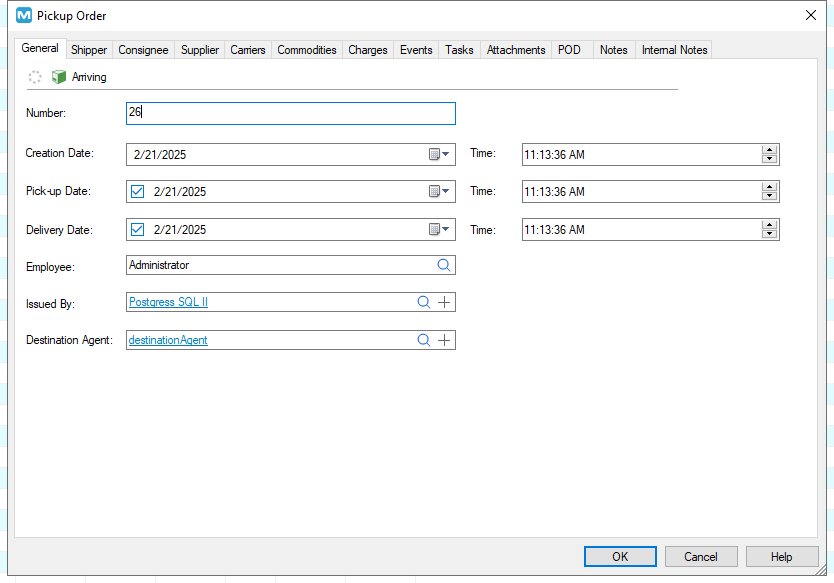 M Pickup Order
General Shipper Consignee Supplier Carriers Commodities Charges Events Tasks Attachments POD Notes Internal Notes
Arriving
Number: 26
Creation Date: 2/21/2025 Time: 11:13:36 AM
Pick-up Date: 2/21/2025 Time: 11:13:36 AM
Delivery Date: 2/21/2025 Time: 11:13:36 AM
Employee: Administrator
Issued By: Postgress SQL II
Destination Agent: destinationAgent
OK Cancel Help